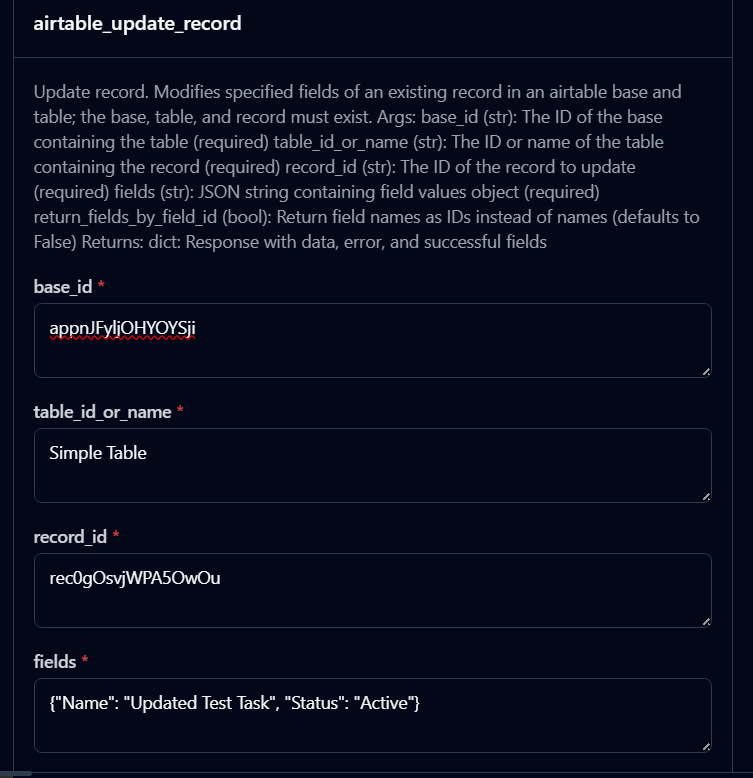 airtable_update_record
Update record. Modifies specified fields of an existing record in an airtable base and
table; the base, table, and record must exist. Args: base_id (str): The ID of the base
containing the table (required) table_id_or_name (str): The ID or name of the table
containing the record (required) record_id (str): The ID of the record to update
(required) fields (str): JSON string containing field values object (required)
return_fields_by_field_id (bool): Return field names as IDs instead of names (defaults to
False) Returns: dict: Response with data, error, and successful fields
base_id *
appnJFyljOHYOYSji
table_id_or_name *
Simple Table
record_id *
rec0gOsvjWPA5OwOu
fields *
{"Name": "Updated Test Task", "Status": "Active"}